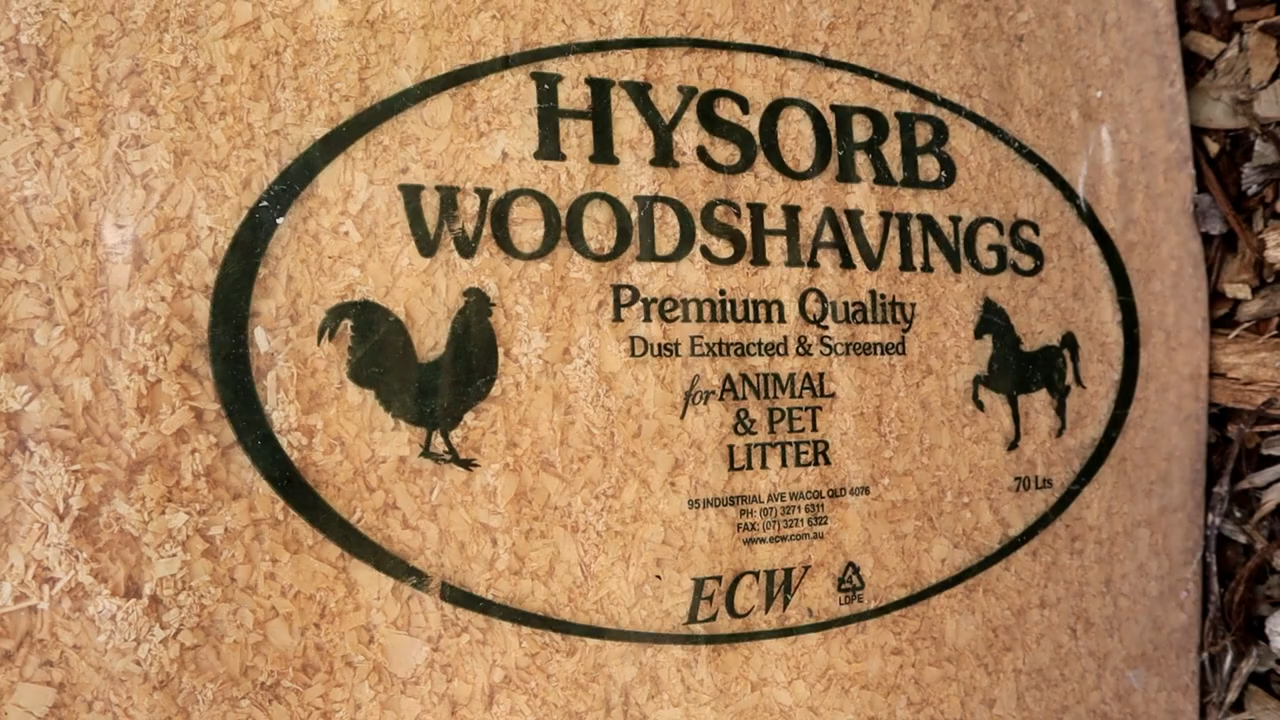 HYSORB
WOODSHAVINGS
Premium Quality
Dust Extracted & Screened
for ANIMAL
& PET
LITTER
70 Lts
95 INDUSTRIAL AVE WACOL QLD 4076
PH: (07) 3271 6311
FAX: (07) 3271 6322
www.ecw.com.au
ECW
4
LDPE